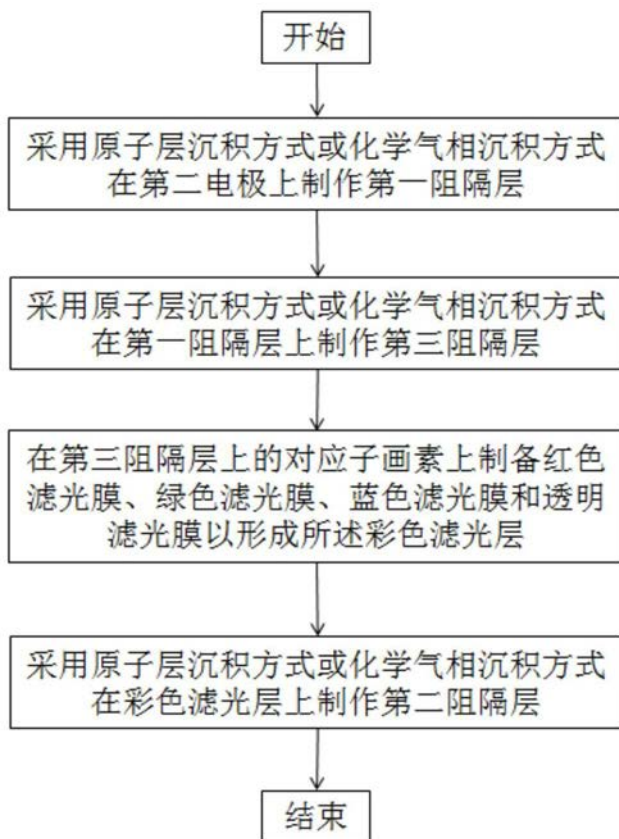 开始
采用原子层沉积方式或化学气相沉积方式
在第二电极上制作第一阻隔层
采用原子层沉积方式或化学气相沉积方式
在第一阻隔层上制作第三阻隔层
在第三阻隔层上的对应子画素上制备红色
滤光膜、绿色滤光膜、蓝色滤光膜和透明
滤光膜以形成所述彩色滤光层
采用原子层沉积方式或化学气相沉积方式
在彩色滤光层上制作第二阻隔层
结束